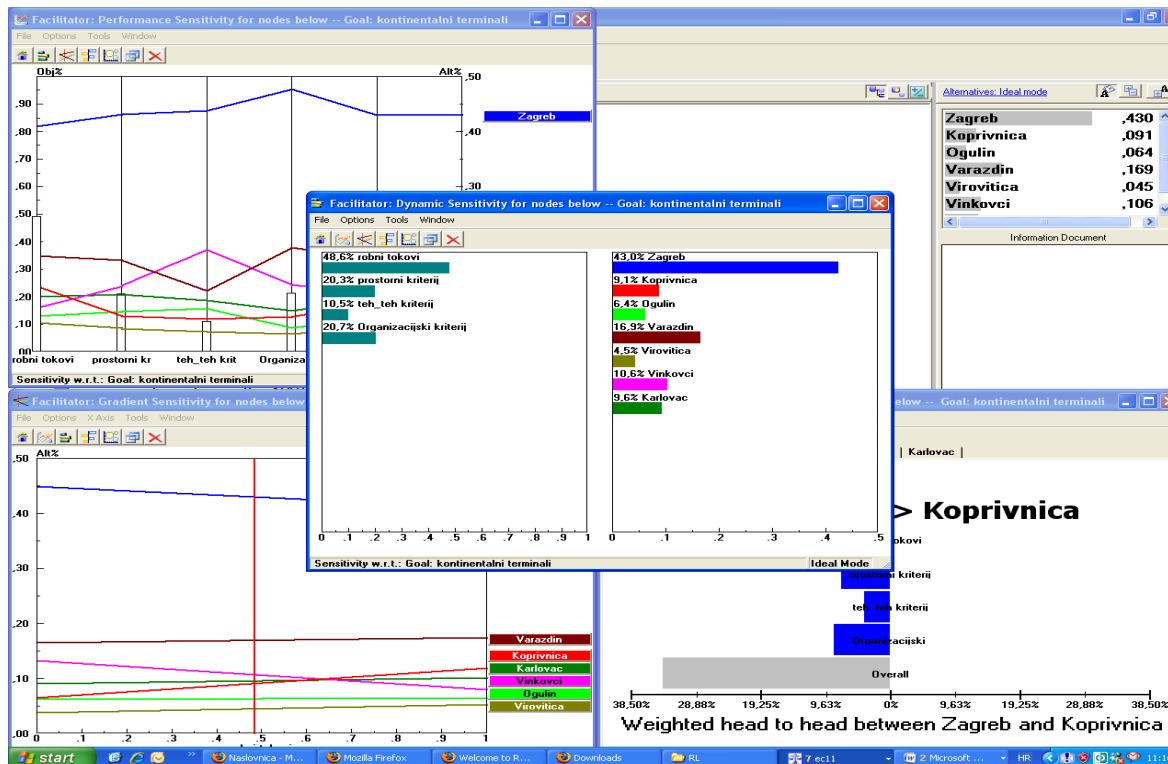 Facilitator: Performance Sensitivity for nodes below -- Goal: kontinentalni terminali
File Options Tools Window
Obj% Alt%
,50
,90
,80
,70
,60
,50
,40
,30
,20
,10
,00
,40
,30
Zagreb
robni tokovi prostorni kr teh_teh krit Organiza
Sensitivity w.r.t.: Goal: kontinentalni terminali
Alternatives: Ideal mode
Zagreb ,430
Koprivnica ,091
Ogulin ,064
Varazdin ,169
Virovitica ,045
Vinkovci ,106
Information Document
Facilitator: Dynamic Sensitivity for nodes below -- Goal: kontinentalni terminali
File Options Tools Window
48,6% robni tokovi
20,3% prostorni kriterij
10,5% teh_teh kriterij
20,7% Organizacijski kriterij
0 .1 .2 .3 .4 .5 .6 .7 .8 .9 1
43,0% Zagreb
9,1% Koprivnica
6,4% Ogulin
16,9% Varazdin
4,5% Virovitica
10,6% Vinkovci
9,6% Karlovac
0 .1 .2 .3 .4 .5
Sensitivity w.r.t.: Goal: kontinentalni terminali Ideal Mode
Facilitator: Gradient Sensitivity for nodes below
File Options X Axis Tools Window
Alt%
,50
,40
,30
,20
,10
,00
0 .1 .2 .3 .4 .5 .6 .7 .8 .9 1
Varazdin
Koprivnica
Karlovac
Vinkovci
Ogulin
Virovitica
elow -- Goal: kontinentalni terminali
| Karlovac |
> Koprivnica
okovi
prostorni kriterij
teh_teh kriterij
Organizacijski
Overall
38,50% 28,88% 19,25% 9,63% 0% 9,63% 19,25% 28,88% 38,50%
Weighted head to head between Zagreb and Koprivnica
start Naslovnica - M... Mozilla Firefox Welcome to R... Downloads RL 7 ec11 2 Microsoft ... HR 11:1